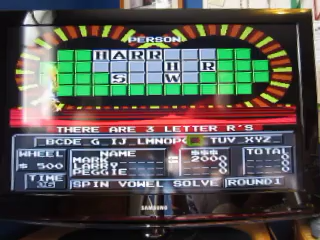 PERSON
HARR
H R
S W
THERE ARE 3 LETTER R'S
BCDE G IJ LMNOP TUV XYZ
WHEEL NAME $$$ TOTAL
$ 500 MARK 2000 0
LARRY 0 0
PEGGIE 0 0
TIME SPIN VOWEL SOLVE ROUND1
SAMSUNG